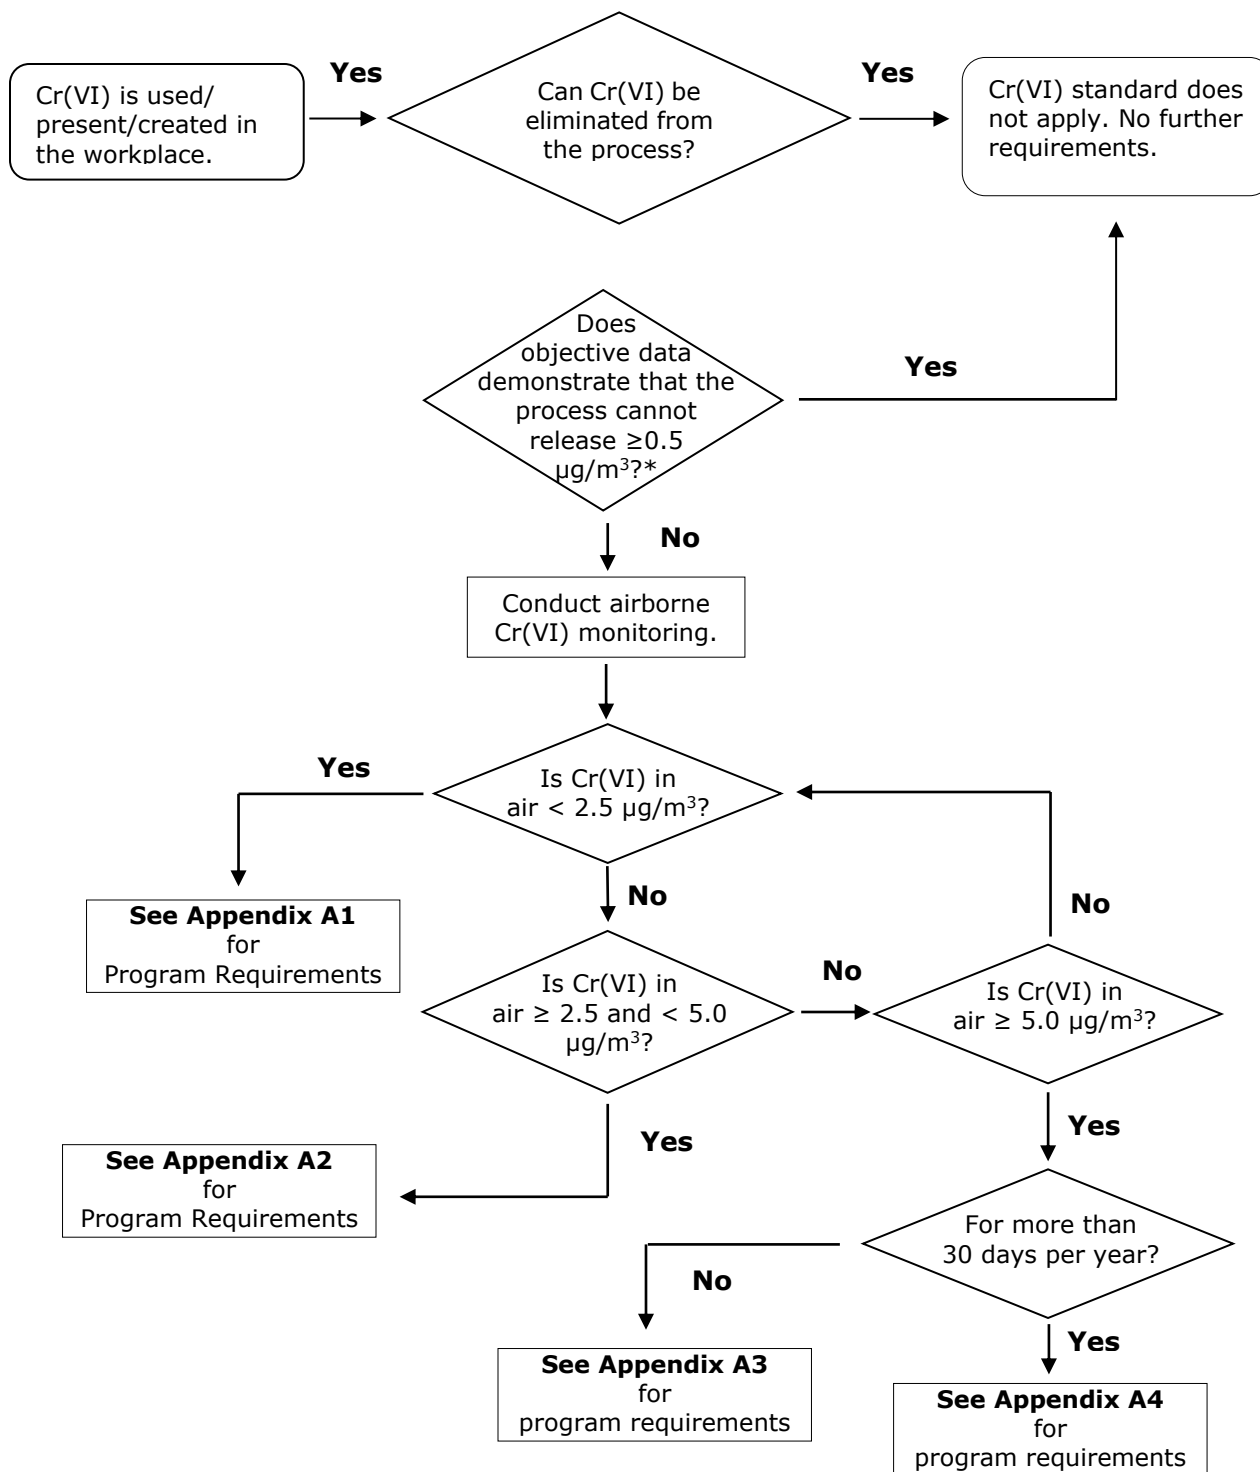 Yes
Yes
Cr(VI) is used/
present/created in
the workplace.
Can Cr(VI) be
eliminated from
the process?
Cr(VI) standard does
not apply. No further
requirements.
Does
objective data
demonstrate that the
process cannot
release ≥0.5
µg/m³?*
Yes
No
Conduct airborne
Cr(VI) monitoring.
Yes
Is Cr(VI) in
air < 2.5 µg/m³?
No
No
See Appendix A1
for
Program Requirements
Is Cr(VI) in
air ≥ 2.5 and < 5.0
µg/m³?
No
Is Cr(VI) in
air ≥ 5.0 µg/m³?
Yes
Yes
See Appendix A2
for
Program Requirements
For more than
30 days per year?
No
Yes
See Appendix A3
for
program requirements
See Appendix A4
for
program requirements